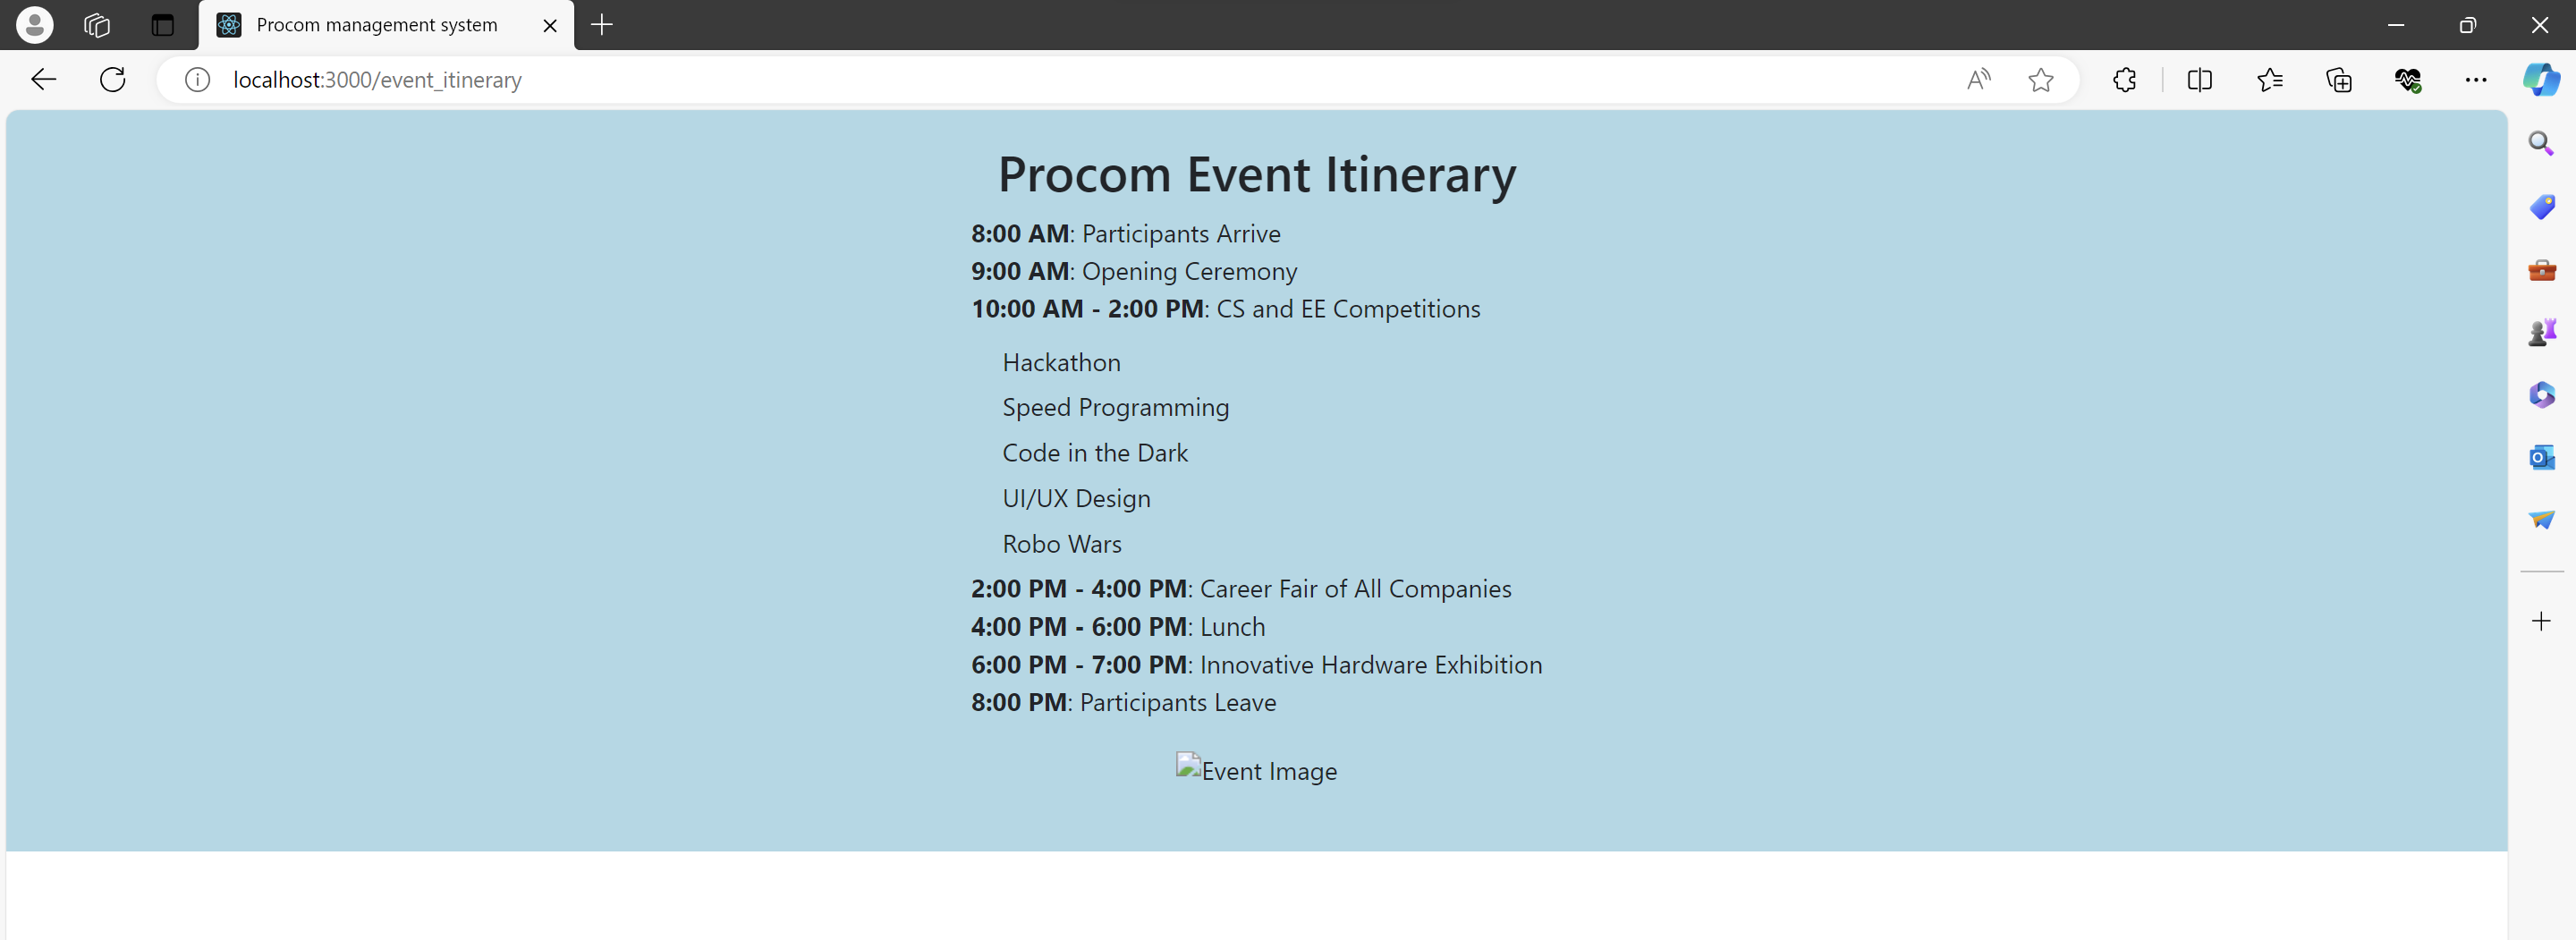 Procom management system
localhost:3000/event_itinerary
Procom Event Itinerary
8:00 AM: Participants Arrive
9:00 AM: Opening Ceremony
10:00 AM - 2:00 PM: CS and EE Competitions
Hackathon
Speed Programming
Code in the Dark
UI/UX Design
Robo Wars
2:00 PM - 4:00 PM: Career Fair of All Companies
4:00 PM - 6:00 PM: Lunch
6:00 PM - 7:00 PM: Innovative Hardware Exhibition
8:00 PM: Participants Leave
Event Image